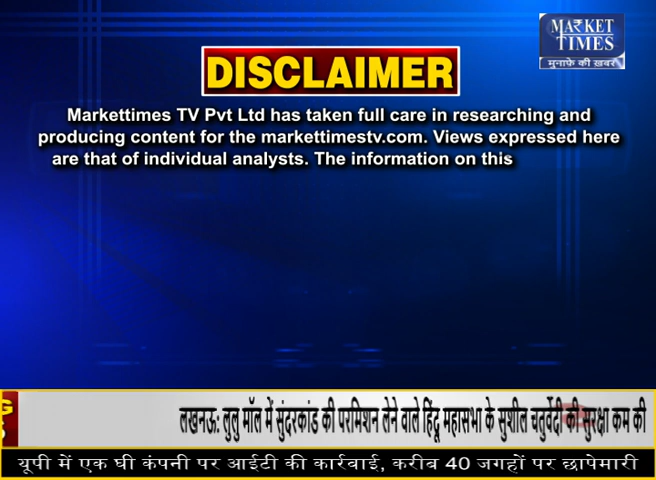 MARKET
TIMES
मुनाफे की ख़बर
DISCLAIMER
Markettimes TV Pvt Ltd has taken full care in researching and
producing content for the markettimestv.com. Views expressed here
are that of individual analysts. The information on this
G
लखनऊ: लुलु मॉल में सुंदरकांड की परमिशन लेने वाले हिंदू महासभा के सुशील चतुर्वेदी की सुरक्षा कम की
यूपी में एक घी कंपनी पर आईटी की कार्रवाई, करीब 40 जगहों पर छापेमारी